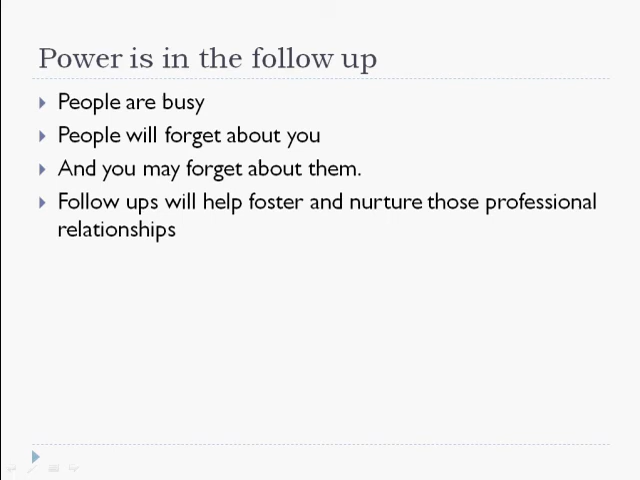 Power is in the follow up
People are busy
People will forget about you
And you may forget about them.
Follow ups will help foster and nurture those professional
relationships